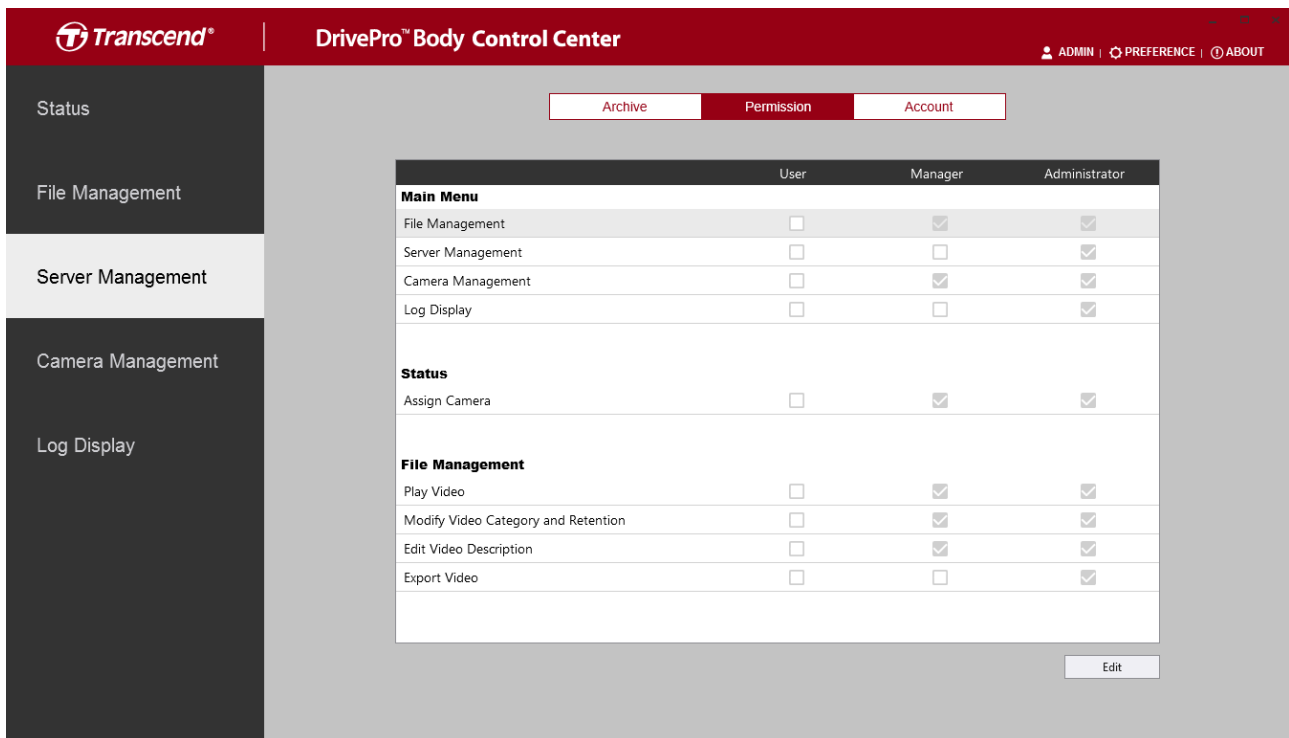 Transcend®
DrivePro™ Body Control Center
ADMIN | PREFERENCE | ABOUT
Status
File Management
Server Management
Camera Management
Log Display
Archive Permission Account
User Manager Administrator
Main Menu
File Management
Server Management
Camera Management
Log Display
Status
Assign Camera
File Management
Play Video
Modify Video Category and Retention
Edit Video Description
Export Video
Edit